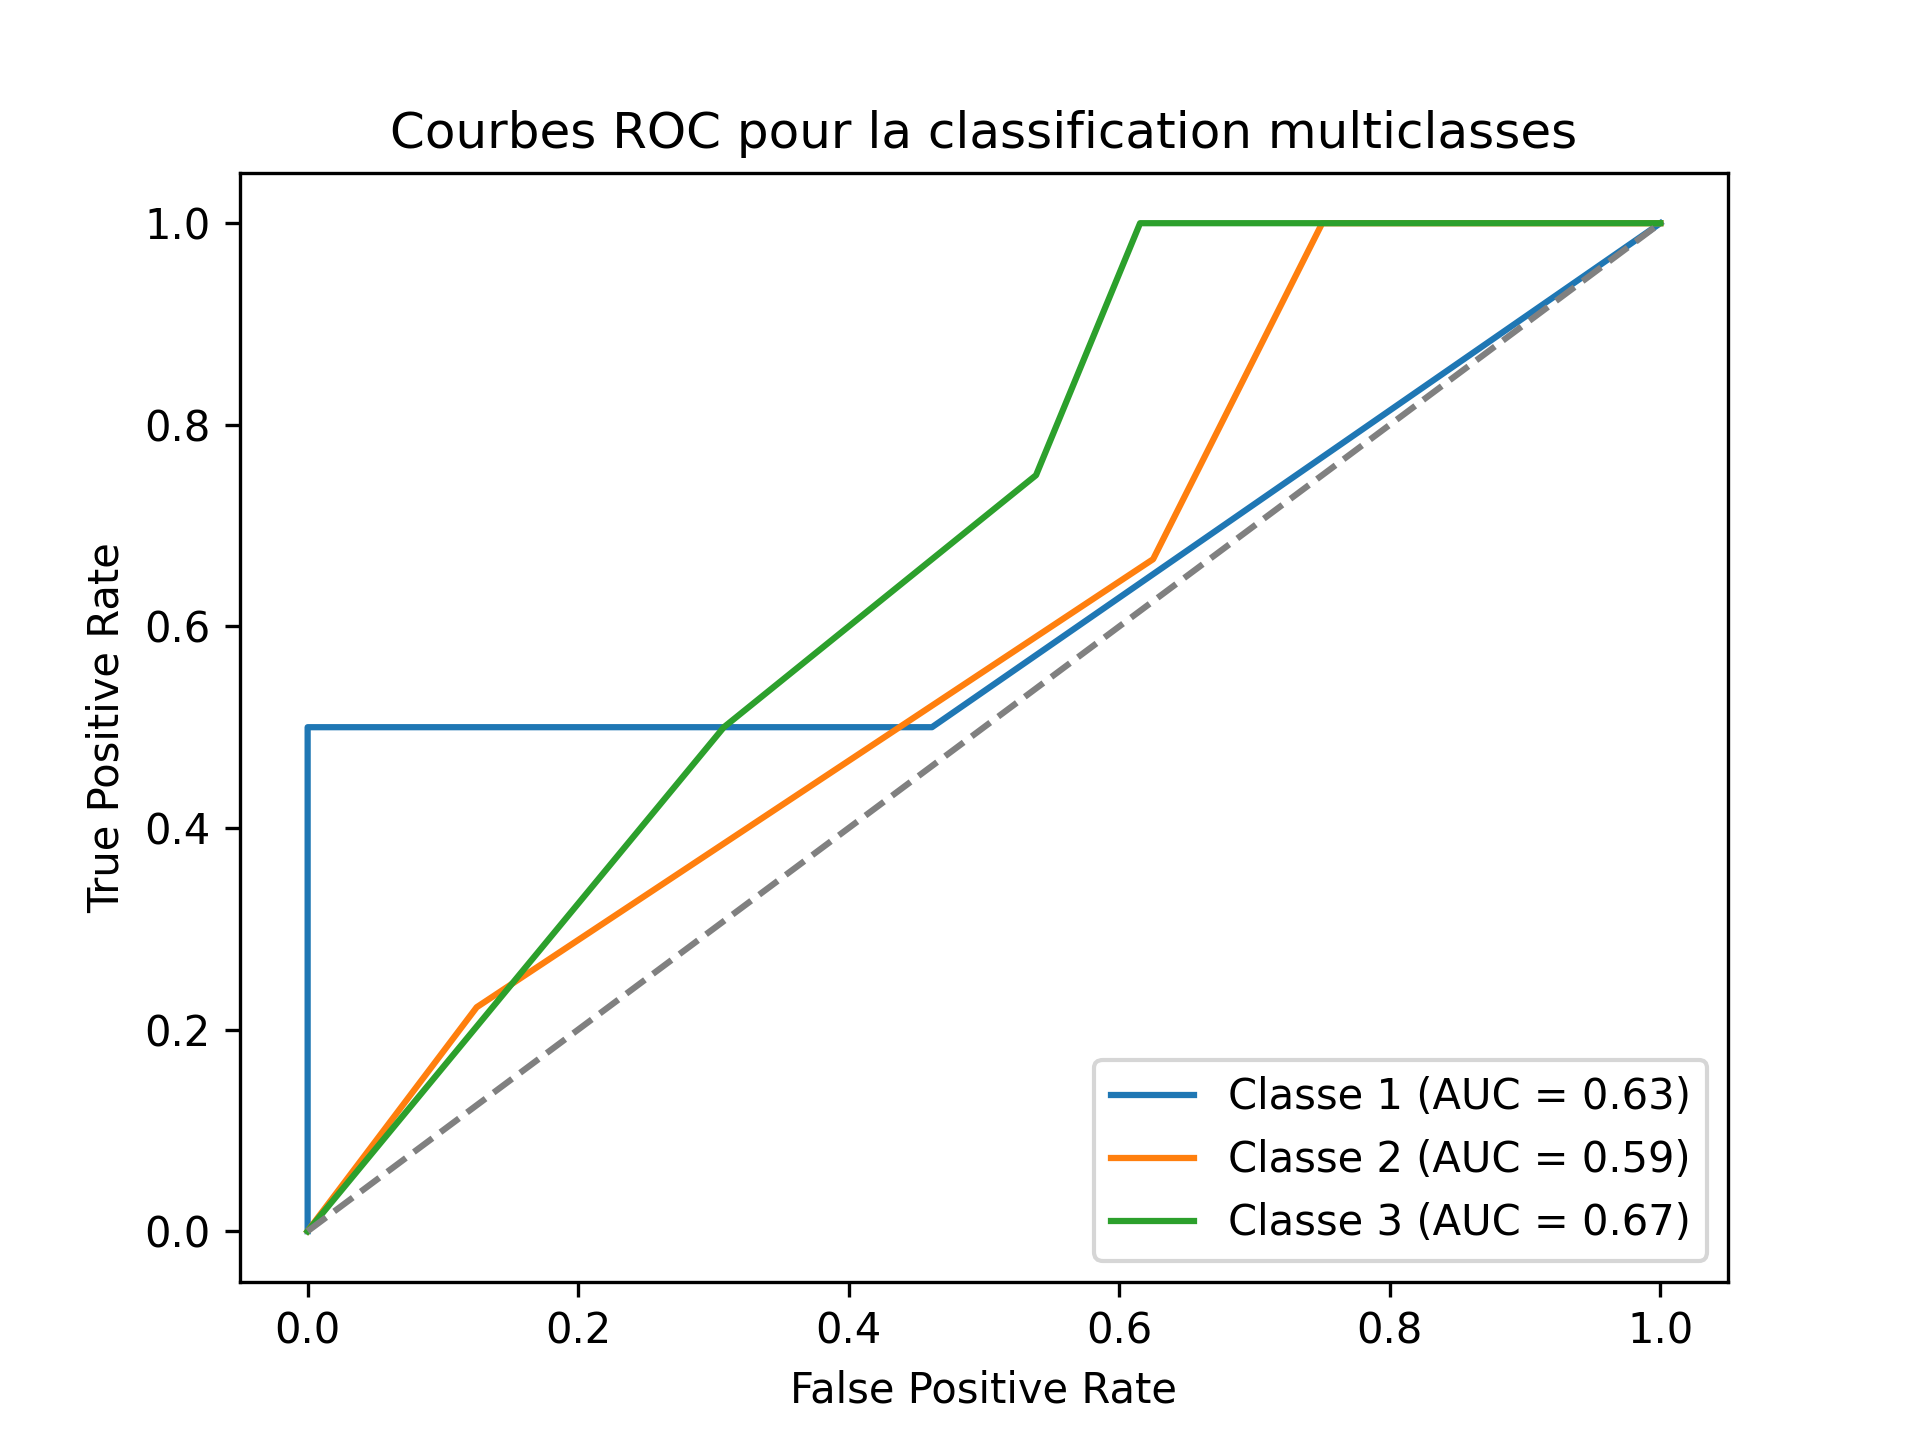 Courbes ROC pour la classification multiclasses
True Positive Rate
1.0
0.8
0.6
0.4
0.2
0.0
Classe 1 (AUC = 0.63)
Classe 2 (AUC = 0.59)
Classe 3 (AUC = 0.67)
0.0 0.2 0.4 0.6 0.8 1.0
False Positive Rate